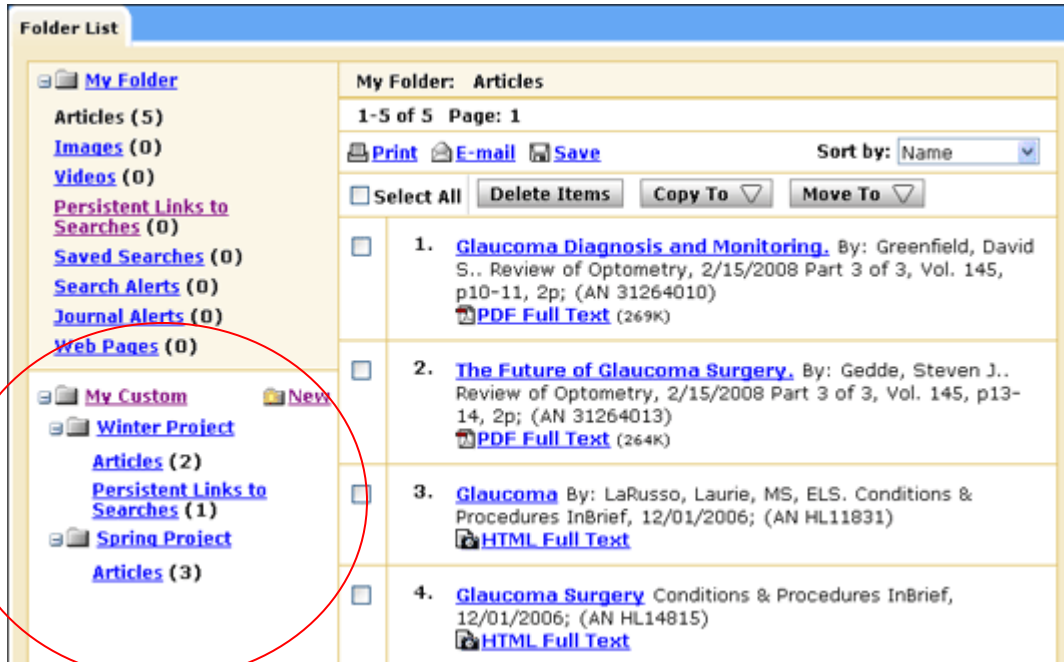 Folder List
My Folder
Articles (5)
Images (0)
Videos (0)
Persistent Links to
Searches (0)
Saved Searches (0)
Search Alerts (0)
Journal Alerts (0)
Web Pages (0)
My Custom New
Winter Project
Articles (2)
Persistent Links to
Searches (1)
Spring Project
Articles (3)
My Folder: Articles
1-5 of 5 Page: 1
Print E-mail Save Sort by: Name
Select All Delete Items Copy To Move To
1. Glaucoma Diagnosis and Monitoring. By: Greenfield, David
S.. Review of Optometry, 2/15/2008 Part 3 of 3, Vol. 145,
p10-11, 2p; (AN 31264010)
PDF Full Text (269K)
2. The Future of Glaucoma Surgery. By: Gedde, Steven J..
Review of Optometry, 2/15/2008 Part 3 of 3, Vol. 145, p13-
14, 2p; (AN 31264013)
PDF Full Text (264K)
3. Glaucoma By: LaRusso, Laurie, MS, ELS. Conditions &
Procedures InBrief, 12/01/2006; (AN HL11831)
HTML Full Text
4. Glaucoma Surgery Conditions & Procedures InBrief,
12/01/2006; (AN HL14815)
HTML Full Text